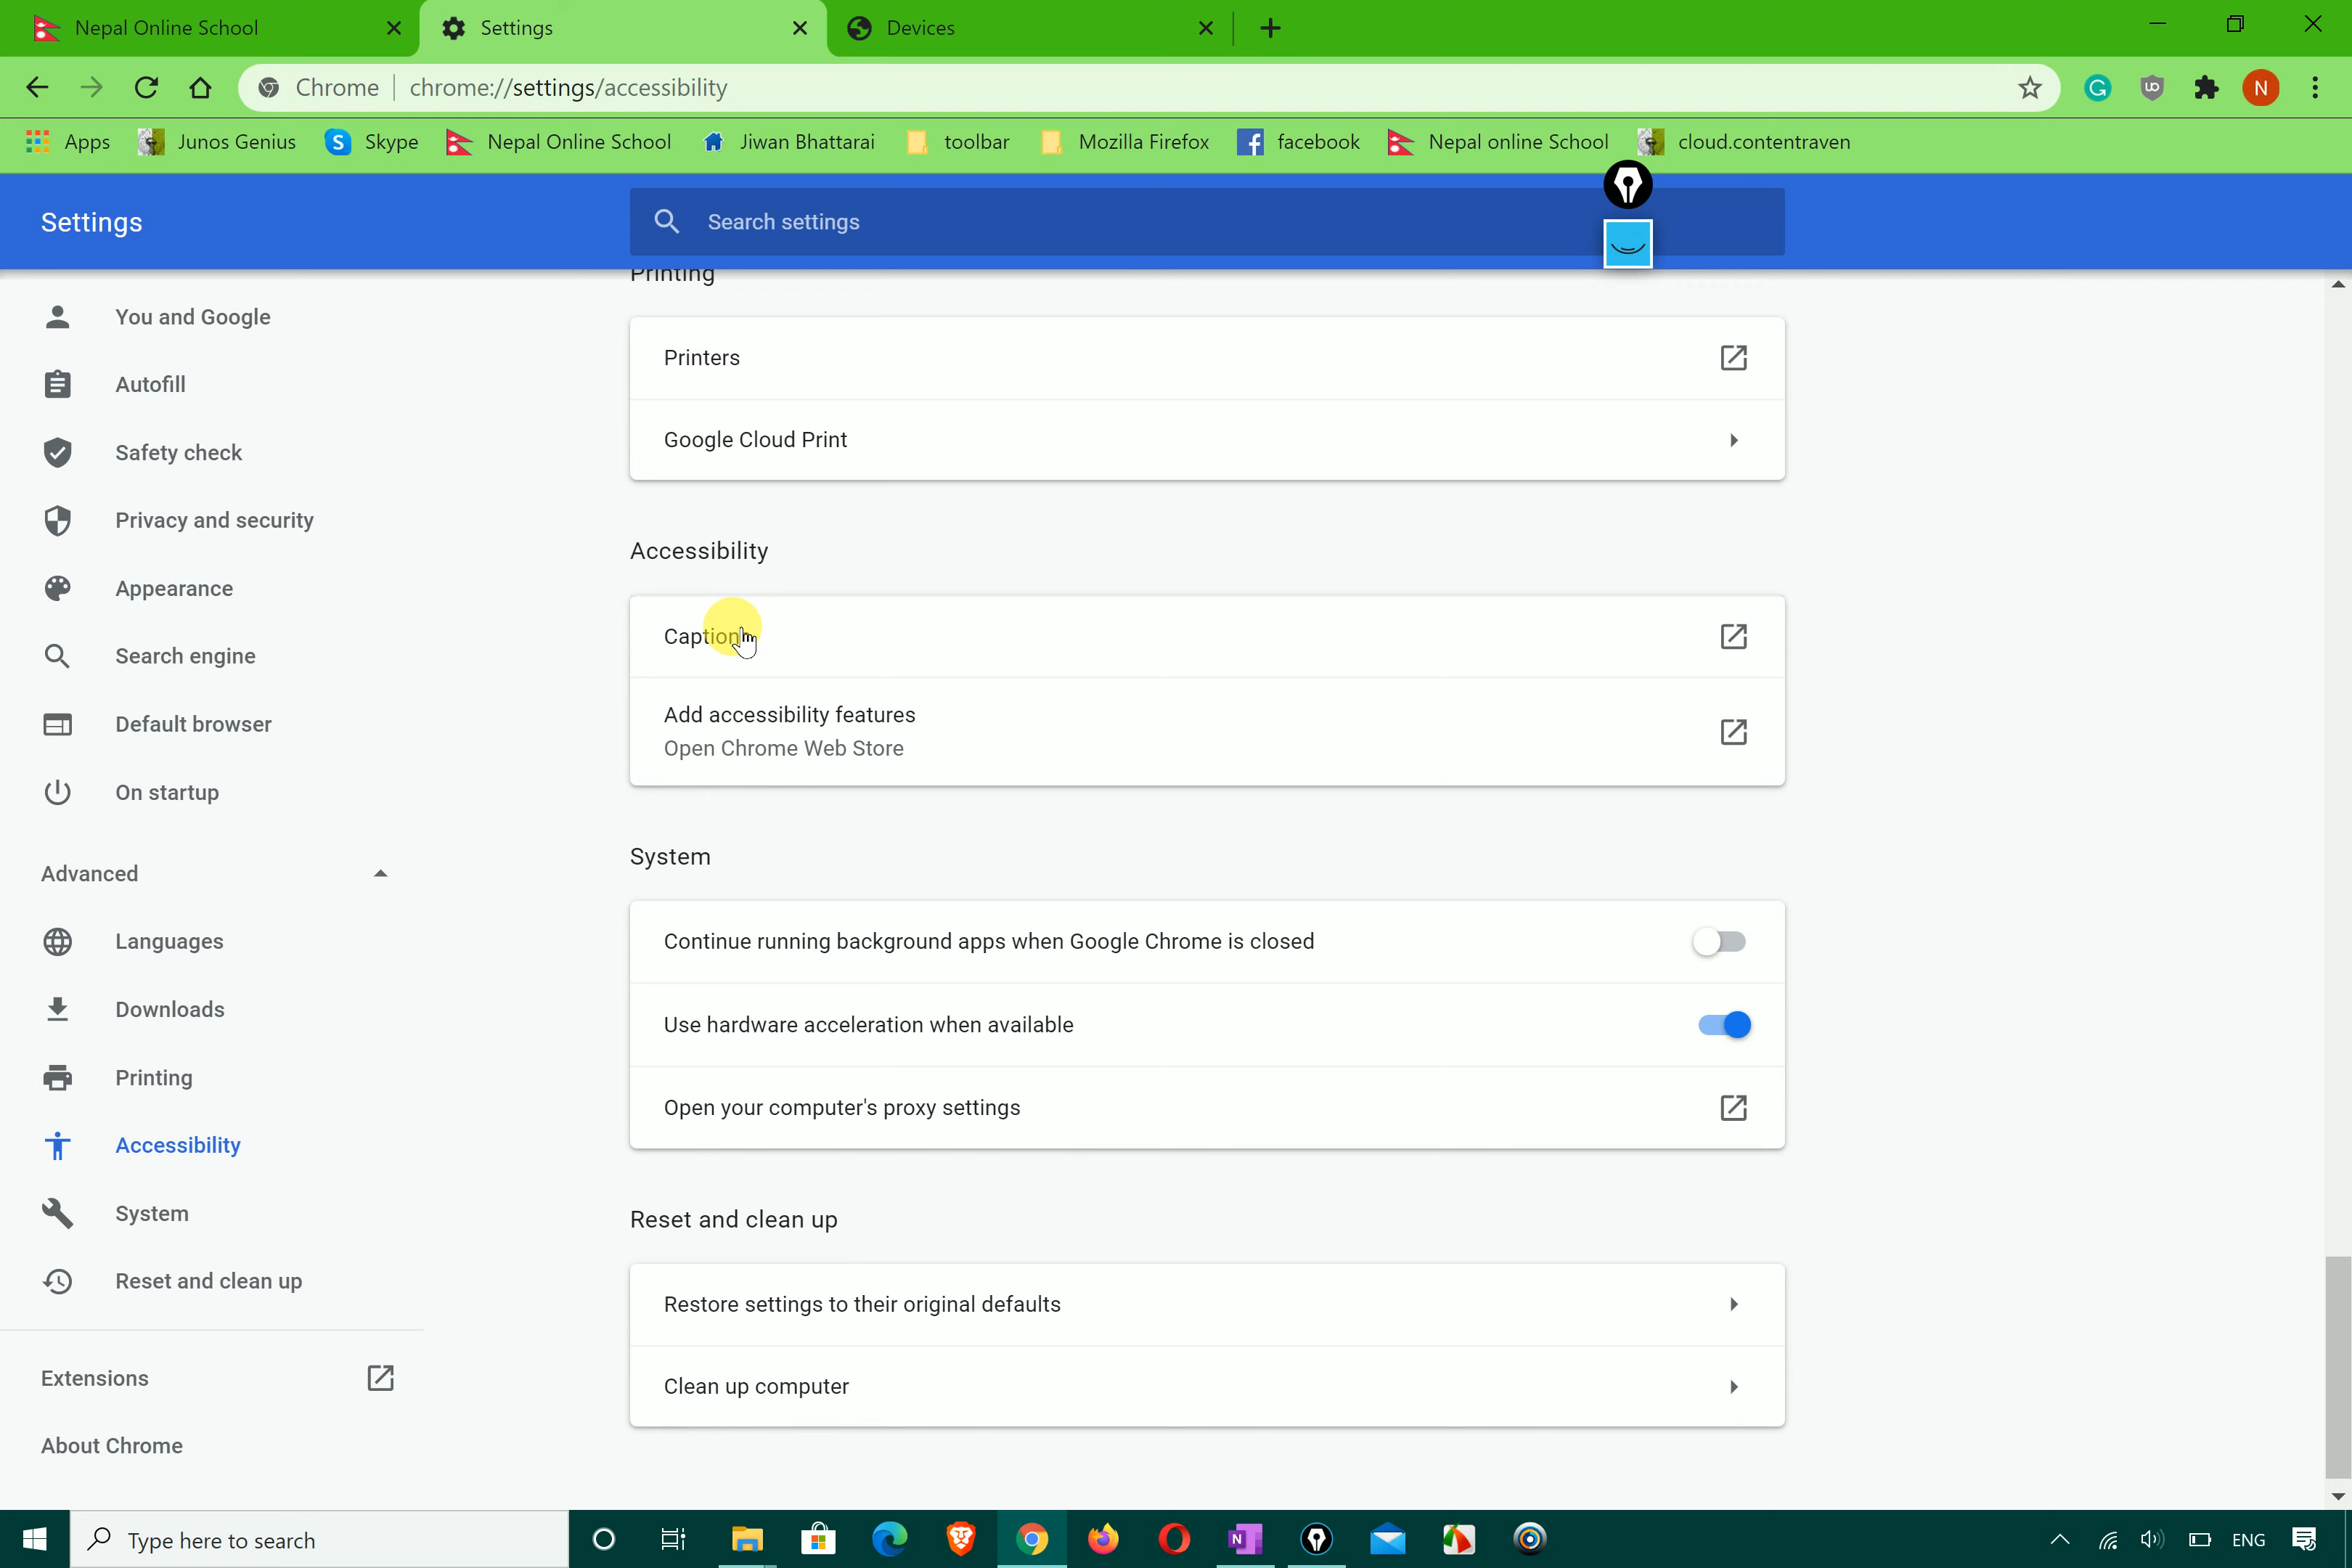 Nepal Online School
Settings
Devices
Chrome
chrome://settings/accessibility
N
Apps
Junos Genius
Skype
Nepal Online School
Jiwan Bhattarai
toolbar
Mozilla Firefox
facebook
Nepal online School
cloud.contentraven
Settings
Search settings
You and Google
Autofill
Safety check
Privacy and security
Appearance
Search engine
Default browser
On startup
Advanced
Languages
Downloads
Printing
Accessibility
System
Reset and clean up
Extensions
About Chrome
Printing
Printers
Google Cloud Print
Accessibility
Add accessibility features
Open Chrome Web Store
System
Continue running background apps when Google Chrome is closed
Use hardware acceleration when available
Open your computer's proxy settings
Reset and clean up
Restore settings to their original defaults
Clean up computer
Type here to search
ENG